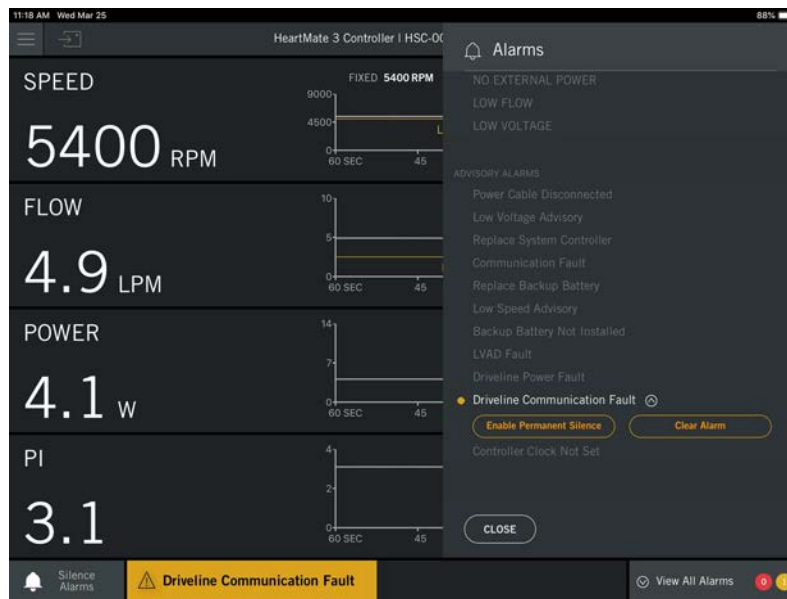 11:18 AM Wed Mar 25
88%
HeartMate 3 Controller | HSC-00
SPEED
FIXED 5400 RPM
9000
4500
0
60 SEC
45
L
5400 RPM
FLOW
10
5
0
60 SEC
45
4.9 LPM
POWER
14
7
0
60 SEC
45
4.1 W
PI
4
2
0
60 SEC
45
3.1
Alarms
NO EXTERNAL POWER
LOW FLOW
LOW VOLTAGE
ADVISORY ALARMS
Power Cable Disconnected
Low Voltage Advisory
Replace System Controller
Communication Fault
Replace Backup Battery
Low Speed Advisory
Backup Battery Not Installed
LVAD Fault
Driveline Power Fault
Driveline Communication Fault
Enable Permanent Silence
Clear Alarm
Controller Clock Not Set
CLOSE
Silence
Alarms
Driveline Communication Fault
View All Alarms
0